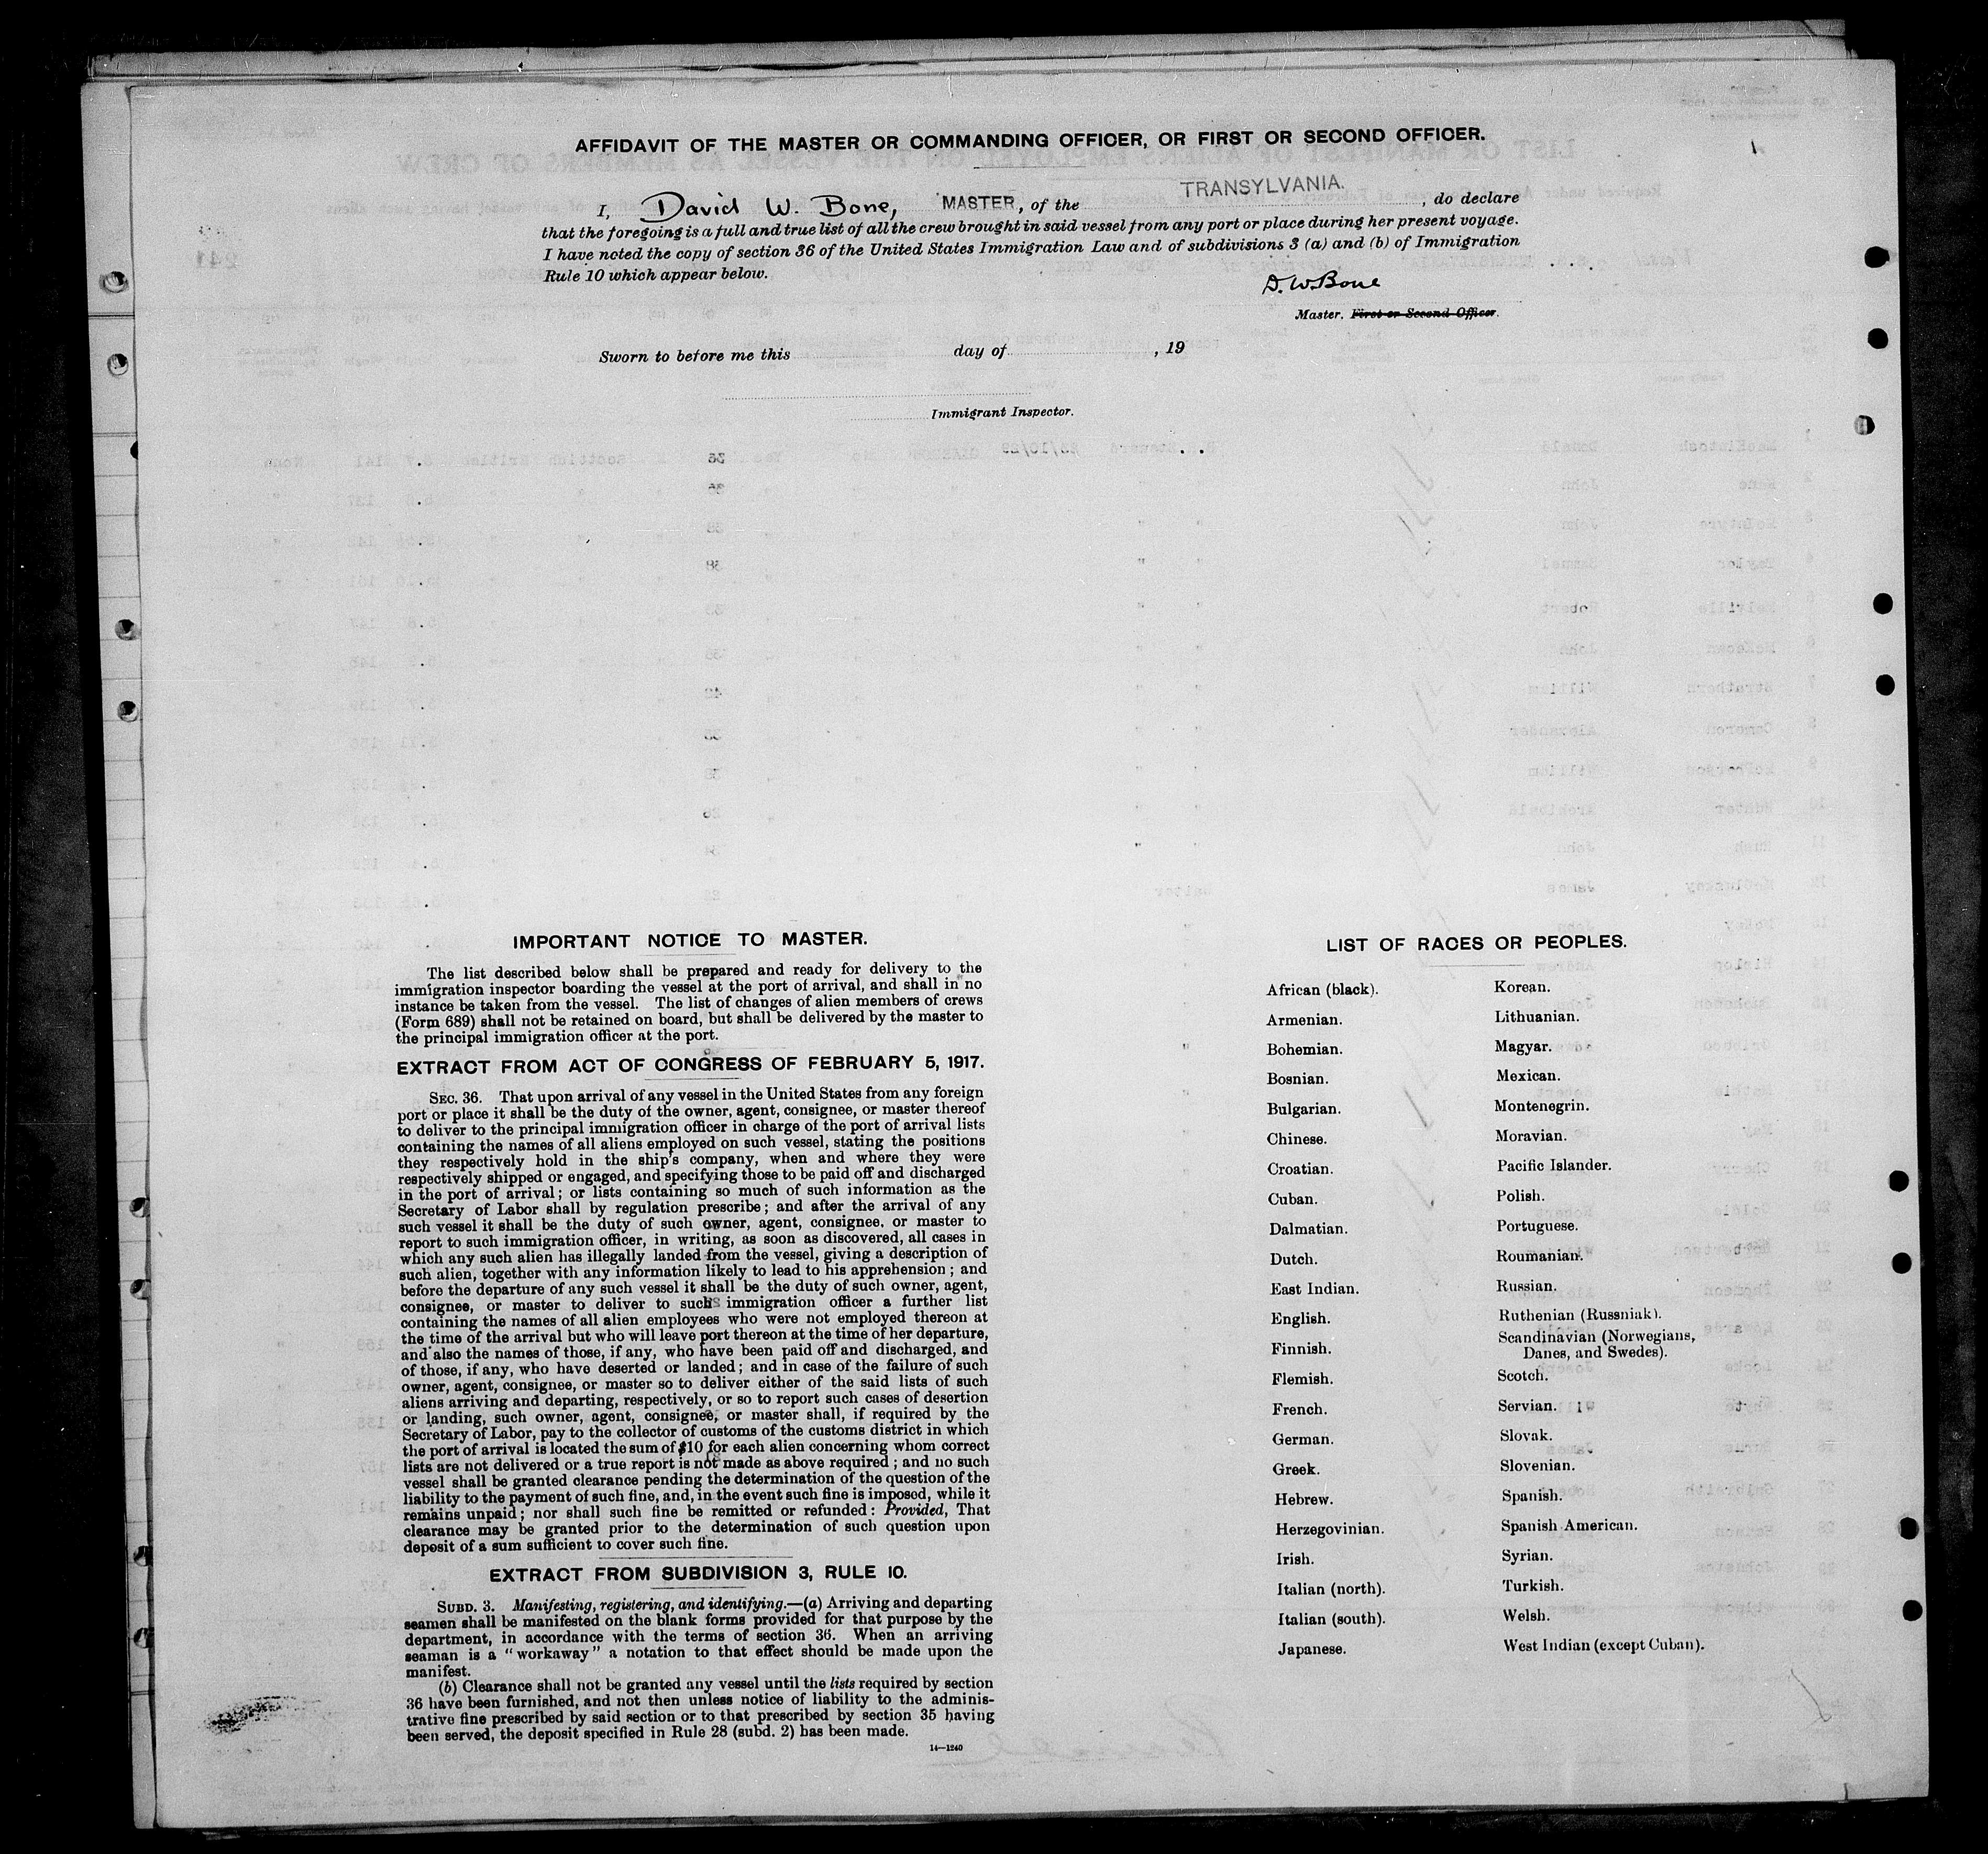 AFFIDAVIT OF THE MASTER OR COMMANDING OFFICER, OR FIRST OR SECOND OFFICER.
I, David W. Bone, MASTER, of the TRANSYLVANIA. , do declare
that the foregoing is a full and true list of all the crew brought in said vessel from any port or place during her present voyage.
I have noted the copy of section 36 of the United States Immigration Law and of subdivisions 3 (a) and (b) of Immigration
Rule 10 which appear below.
D. W. Bone
Master. First or Second Officer.
Sworn to before me this day of , 19
Immigrant Inspector.
IMPORTANT NOTICE TO MASTER.
The list described below shall be prepared and ready for delivery to the
immigration inspector boarding the vessel at the port of arrival, and shall in no
instance be taken from the vessel. The list of changes of alien members of crews
(Form 689) shall not be retained on board, but shall be delivered by the master to
the principal immigration officer at the port.
EXTRACT FROM ACT OF CONGRESS OF FEBRUARY 5, 1917.
SEC. 36. That upon arrival of any vessel in the United States from any foreign
port or place it shall be the duty of the owner, agent, consignee, or master thereof
to deliver to the principal immigration officer in charge of the port of arrival lists
containing the names of all aliens employed on such vessel, stating the positions
they respectively hold in the ship's company, when and where they were
respectively shipped or engaged, and specifying those to be paid off and discharged
in the port of arrival; or lists containing so much of such information as the
Secretary of Labor shall by regulation prescribe; and after the arrival of any
such vessel it shall be the duty of such owner, agent, consignee, or master to
report to such immigration officer, in writing, as soon as discovered, all cases in
which any such alien has illegally landed from the vessel, giving a description of
such alien, together with any information likely to lead to his apprehension; and
before the departure of any such vessel it shall be the duty of such owner, agent,
consignee, or master to deliver to such immigration officer a further list
containing the names of all alien employees who were not employed thereon at
the time of the arrival but who will leave port thereon at the time of her departure,
and also the names of those, if any, who have been paid off and discharged, and
of those, if any, who have deserted or landed; and in case of the failure of such
owner, agent, consignee, or master so to deliver either of the said lists of such
aliens arriving and departing, respectively, or so to report such cases of desertion
or landing, such owner, agent, consignee, or master shall, if required by the
Secretary of Labor, pay to the collector of customs of the customs district in which
the port of arrival is located the sum of $10 for each alien concerning whom correct
lists are not delivered or a true report is not made as above required; and no such
vessel shall be granted clearance pending the determination of the question of the
liability to the payment of such fine, and, in the event such fine is imposed, while it
remains unpaid; nor shall such fine be remitted or refunded: Provided, That
clearance may be granted prior to the determination of such question upon
deposit of a sum sufficient to cover such fine.
EXTRACT FROM SUBDIVISION 3, RULE 10.
SUBD. 3. Manifesting, registering, and identifying.—(a) Arriving and departing
seamen shall be manifested on the blank forms provided for that purpose by the
department, in accordance with the terms of section 36. When an arriving
seaman is a "workaway" a notation to that effect should be made upon the
manifest.
(b) Clearance shall not be granted any vessel until the lists required by section
36 have been furnished, and not then unless notice of liability to the adminis-
trative fine prescribed by said section or to that prescribed by section 35 having
been served, the deposit specified in Rule 28 (subd. 2) has been made.
14—1240
LIST OF RACES OR PEOPLES.
African (black).
Armenian.
Bohemian.
Bosnian.
Bulgarian.
Chinese.
Croatian.
Cuban.
Dalmatian.
Dutch.
East Indian.
English.
Finnish.
Flemish.
French.
German.
Greek.
Hebrew.
Herzegovinian.
Irish.
Italian (north).
Italian (south).
Japanese.
Korean.
Lithuanian.
Magyar.
Mexican.
Montenegrin.
Moravian.
Pacific Islander.
Polish.
Portuguese.
Roumanian.
Russian.
Ruthenian (Russniak).
Scandinavian (Norwegians,
Danes, and Swedes).
Scotch.
Servian.
Slovak.
Slovenian.
Spanish.
Spanish American.
Syrian.
Turkish.
Welsh.
West Indian (except Cuban).